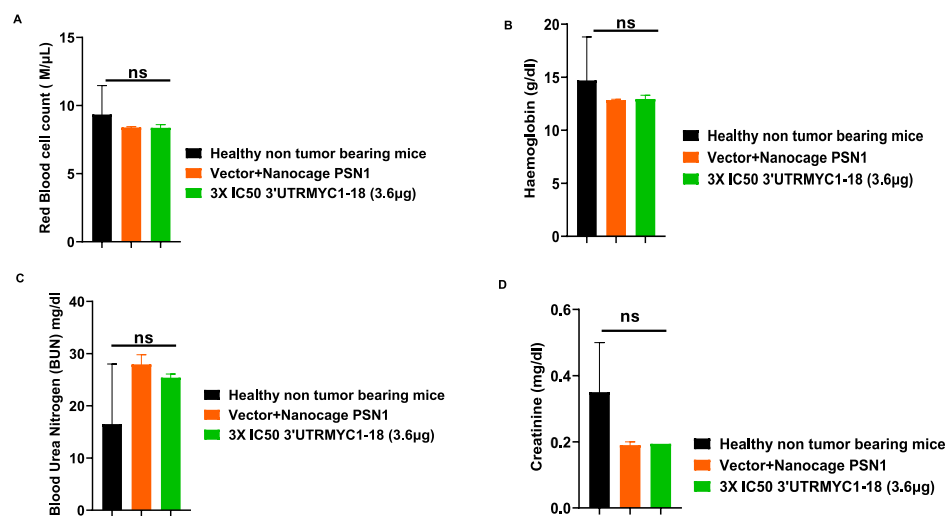 A
Red Blood cell count ( M/µL)
15
10
5
0
ns
Healthy non tumor bearing mice
Vector+Nanocage PSN1
3X IC50 3'UTRMYC1-18 (3.6µg)
B
Haemoglobin (g/dl)
20
15
10
5
0
ns
Healthy non tumor bearing mice
Vector+Nanocage PSN1
3X IC50 3'UTRMYC1-18 (3.6µg)
C
Blood Urea Nitrogen (BUN) mg/dl
40
30
20
10
0
ns
Healthy non tumor bearing mice
Vector+Nanocage PSN1
3X IC50 3'UTRMYC1-18 (3.6µg)
D
Creatinine (mg/dl)
0.6
0.4
0.2
0.0
ns
Healthy non tumor bearing mice
Vector+Nanocage PSN1
3X IC50 3'UTRMYC1-18 (3.6µg)